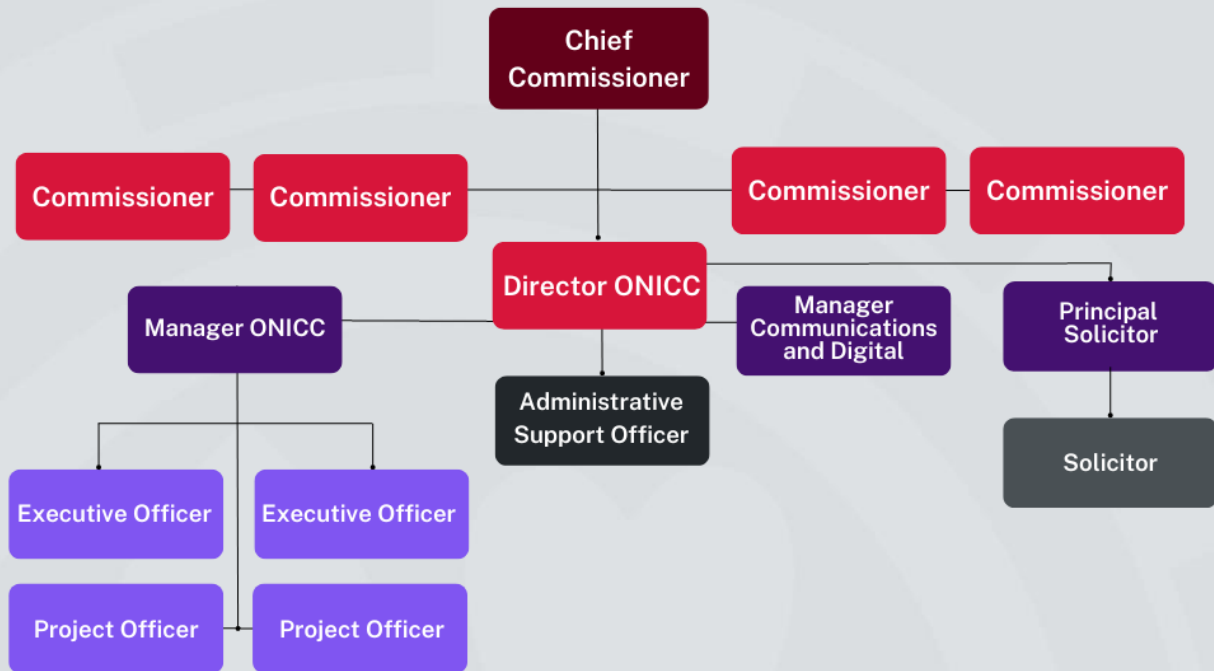 Chief
Commissioner
Commissioner
Commissioner
Commissioner
Commissioner
Director ONICC
Manager ONICC
Manager
Communications
and Digital
Principal
Solicitor
Administrative
Support Officer
Solicitor
Executive Officer
Executive Officer
Project Officer
Project Officer